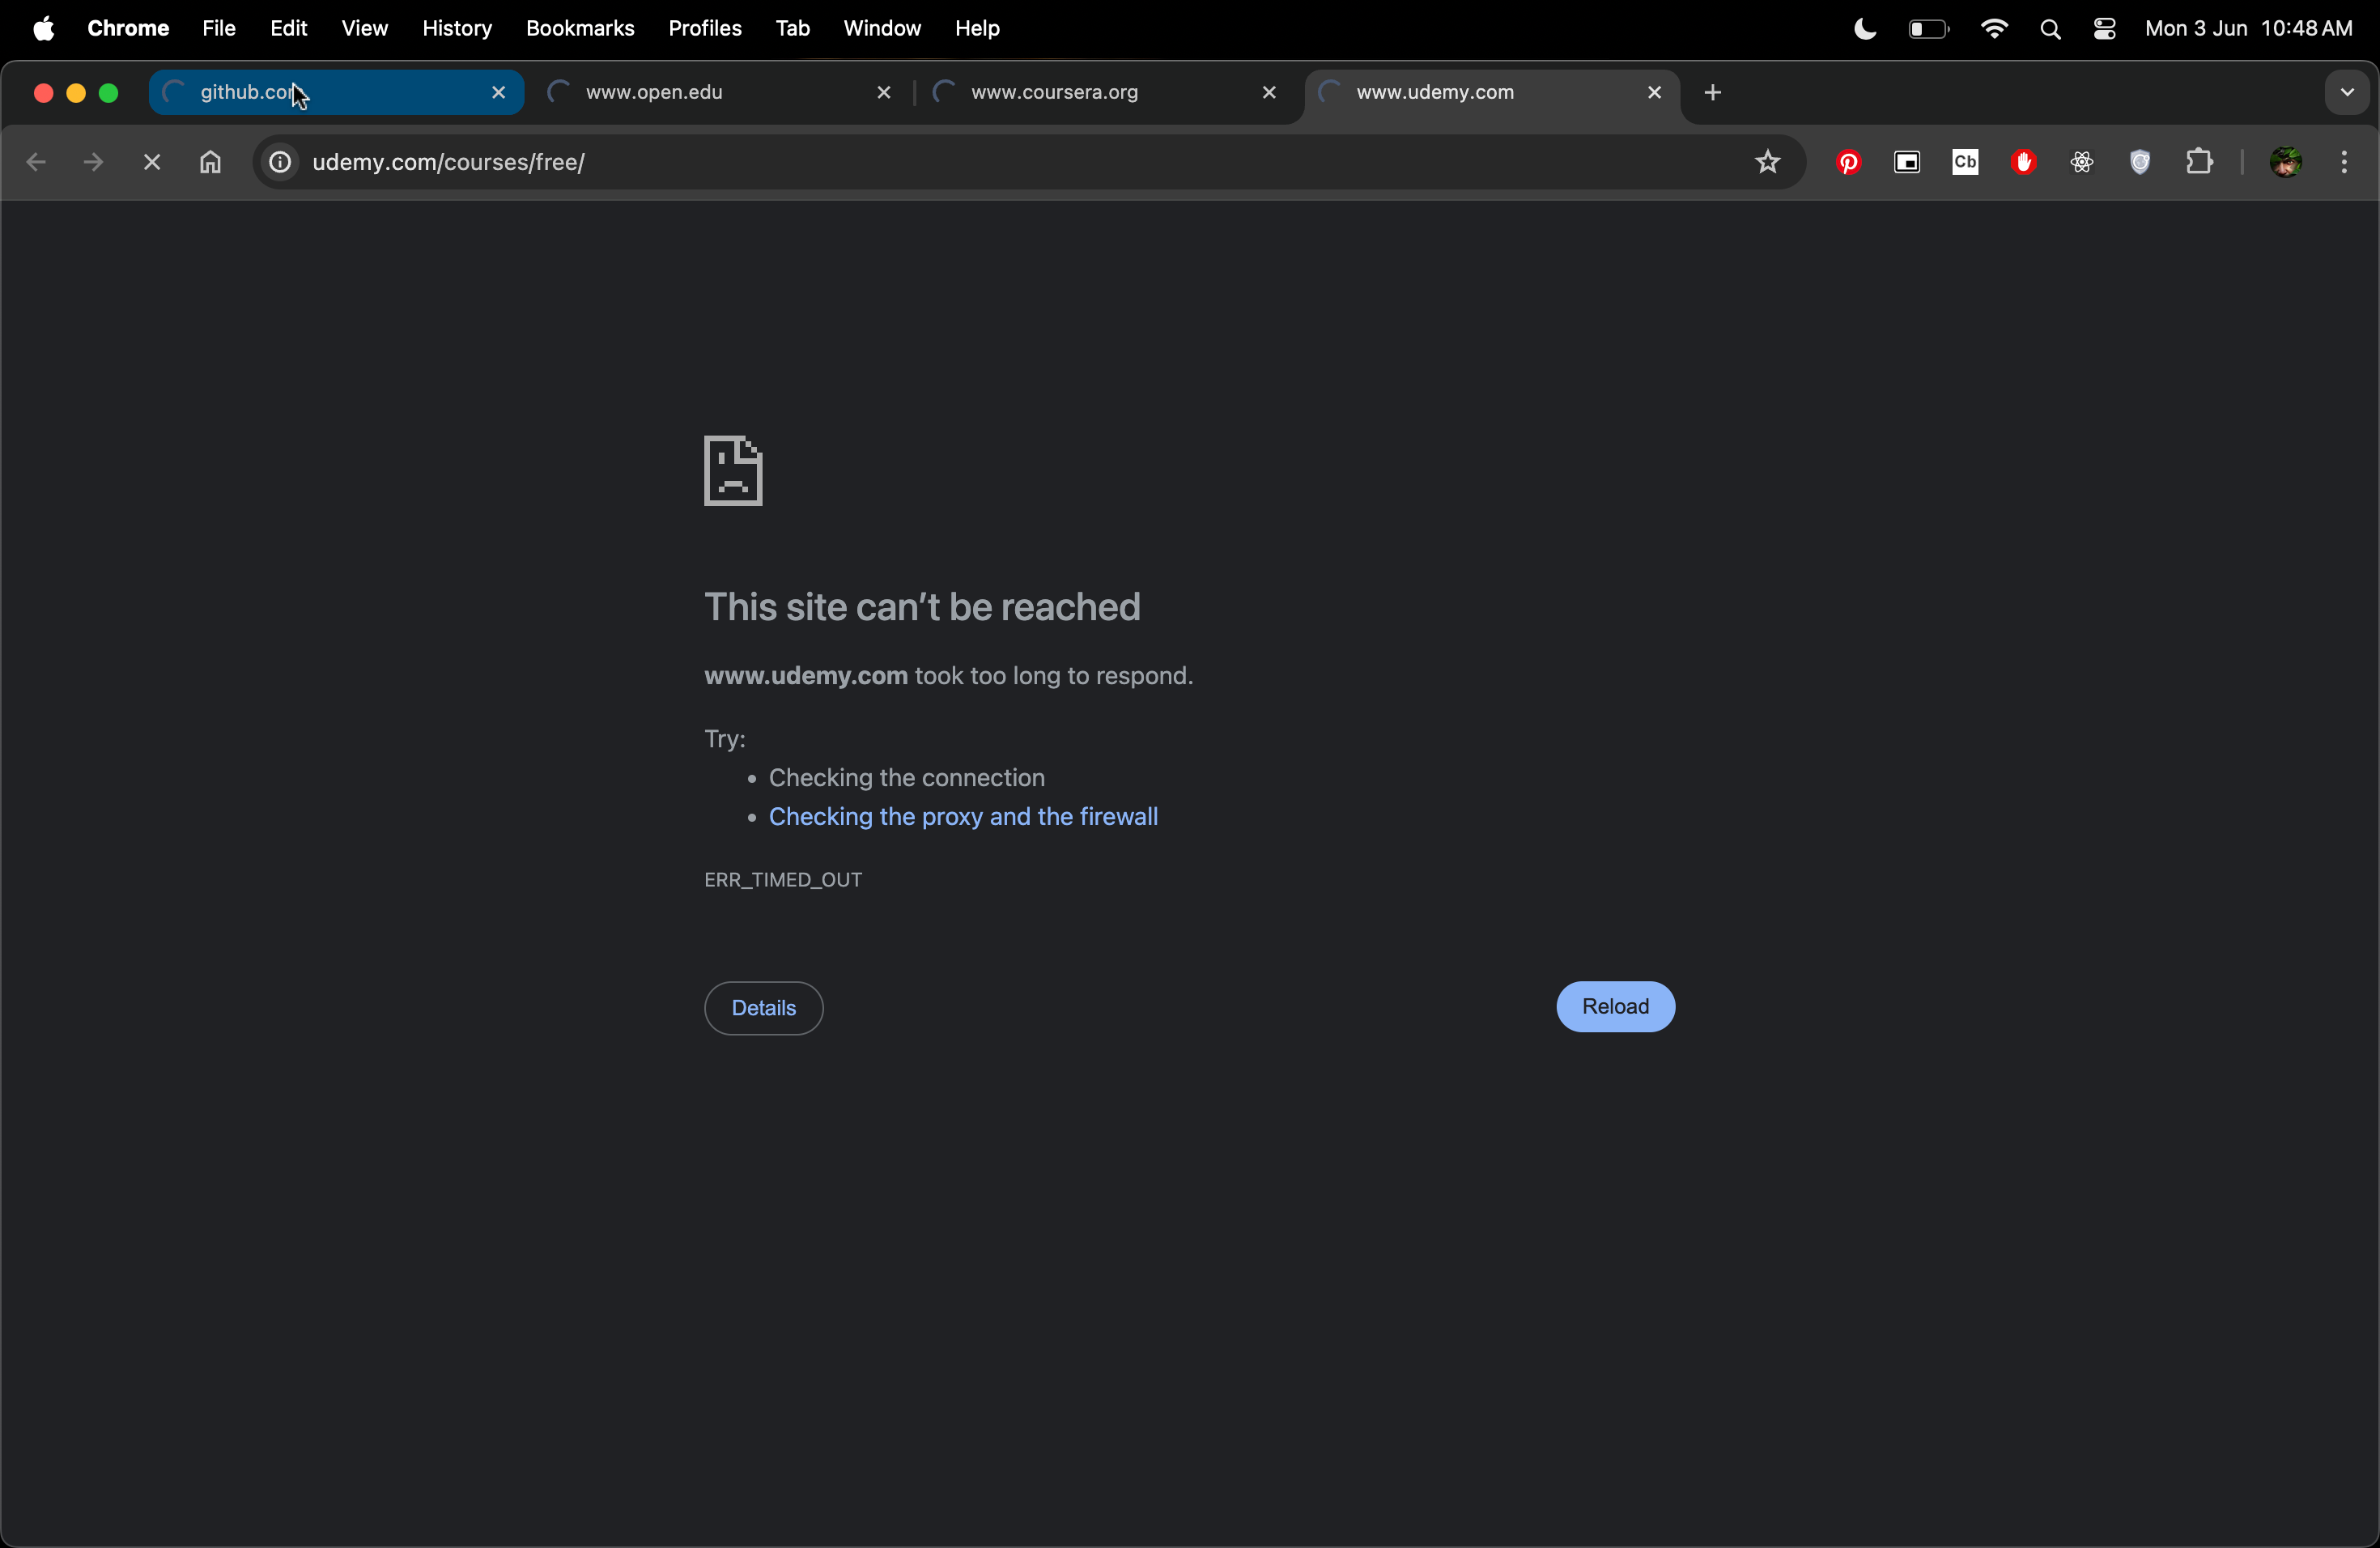 Chrome File Edit View History Bookmarks Profiles Tab Window Help Mon 3 Jun 10:48 AM
github.com www.open.edu www.coursera.org www.udemy.com
udemy.com/courses/free/ Cb
This site can’t be reached
www.udemy.com took too long to respond.
Try:
• Checking the connection
• Checking the proxy and the firewall
ERR_TIMED_OUT
Details Reload